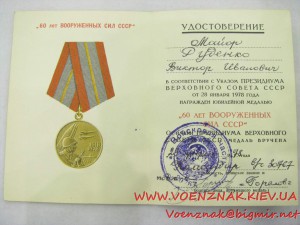 "60 ЛЕТ ВООРУЖЕННЫХ СИЛ СССР"
УДОСТОВЕРЕНИЕ
Майор
Руденко
Виктор Иванович
В СООТВЕТСТВИИ С УКАЗОМ ПРЕЗИДИУМА
ВЕРХОВНОГО СОВЕТА СССР
ОТ 28 ЯНВАРЯ 1978 ГОДА
НАГРАЖДЕН ЮБИЛЕЙНОЙ МЕДАЛЬЮ
"60 ЛЕТ ВООРУЖЕННЫХ
СИЛ СССР"
ПРЕЗИДИУМА ВЕРХОВНОГО
МЕДАЛЬ ВРУЧЕНА
WWW.VOENZNAK.KIEV.UA
Voenznak@bigmir.net